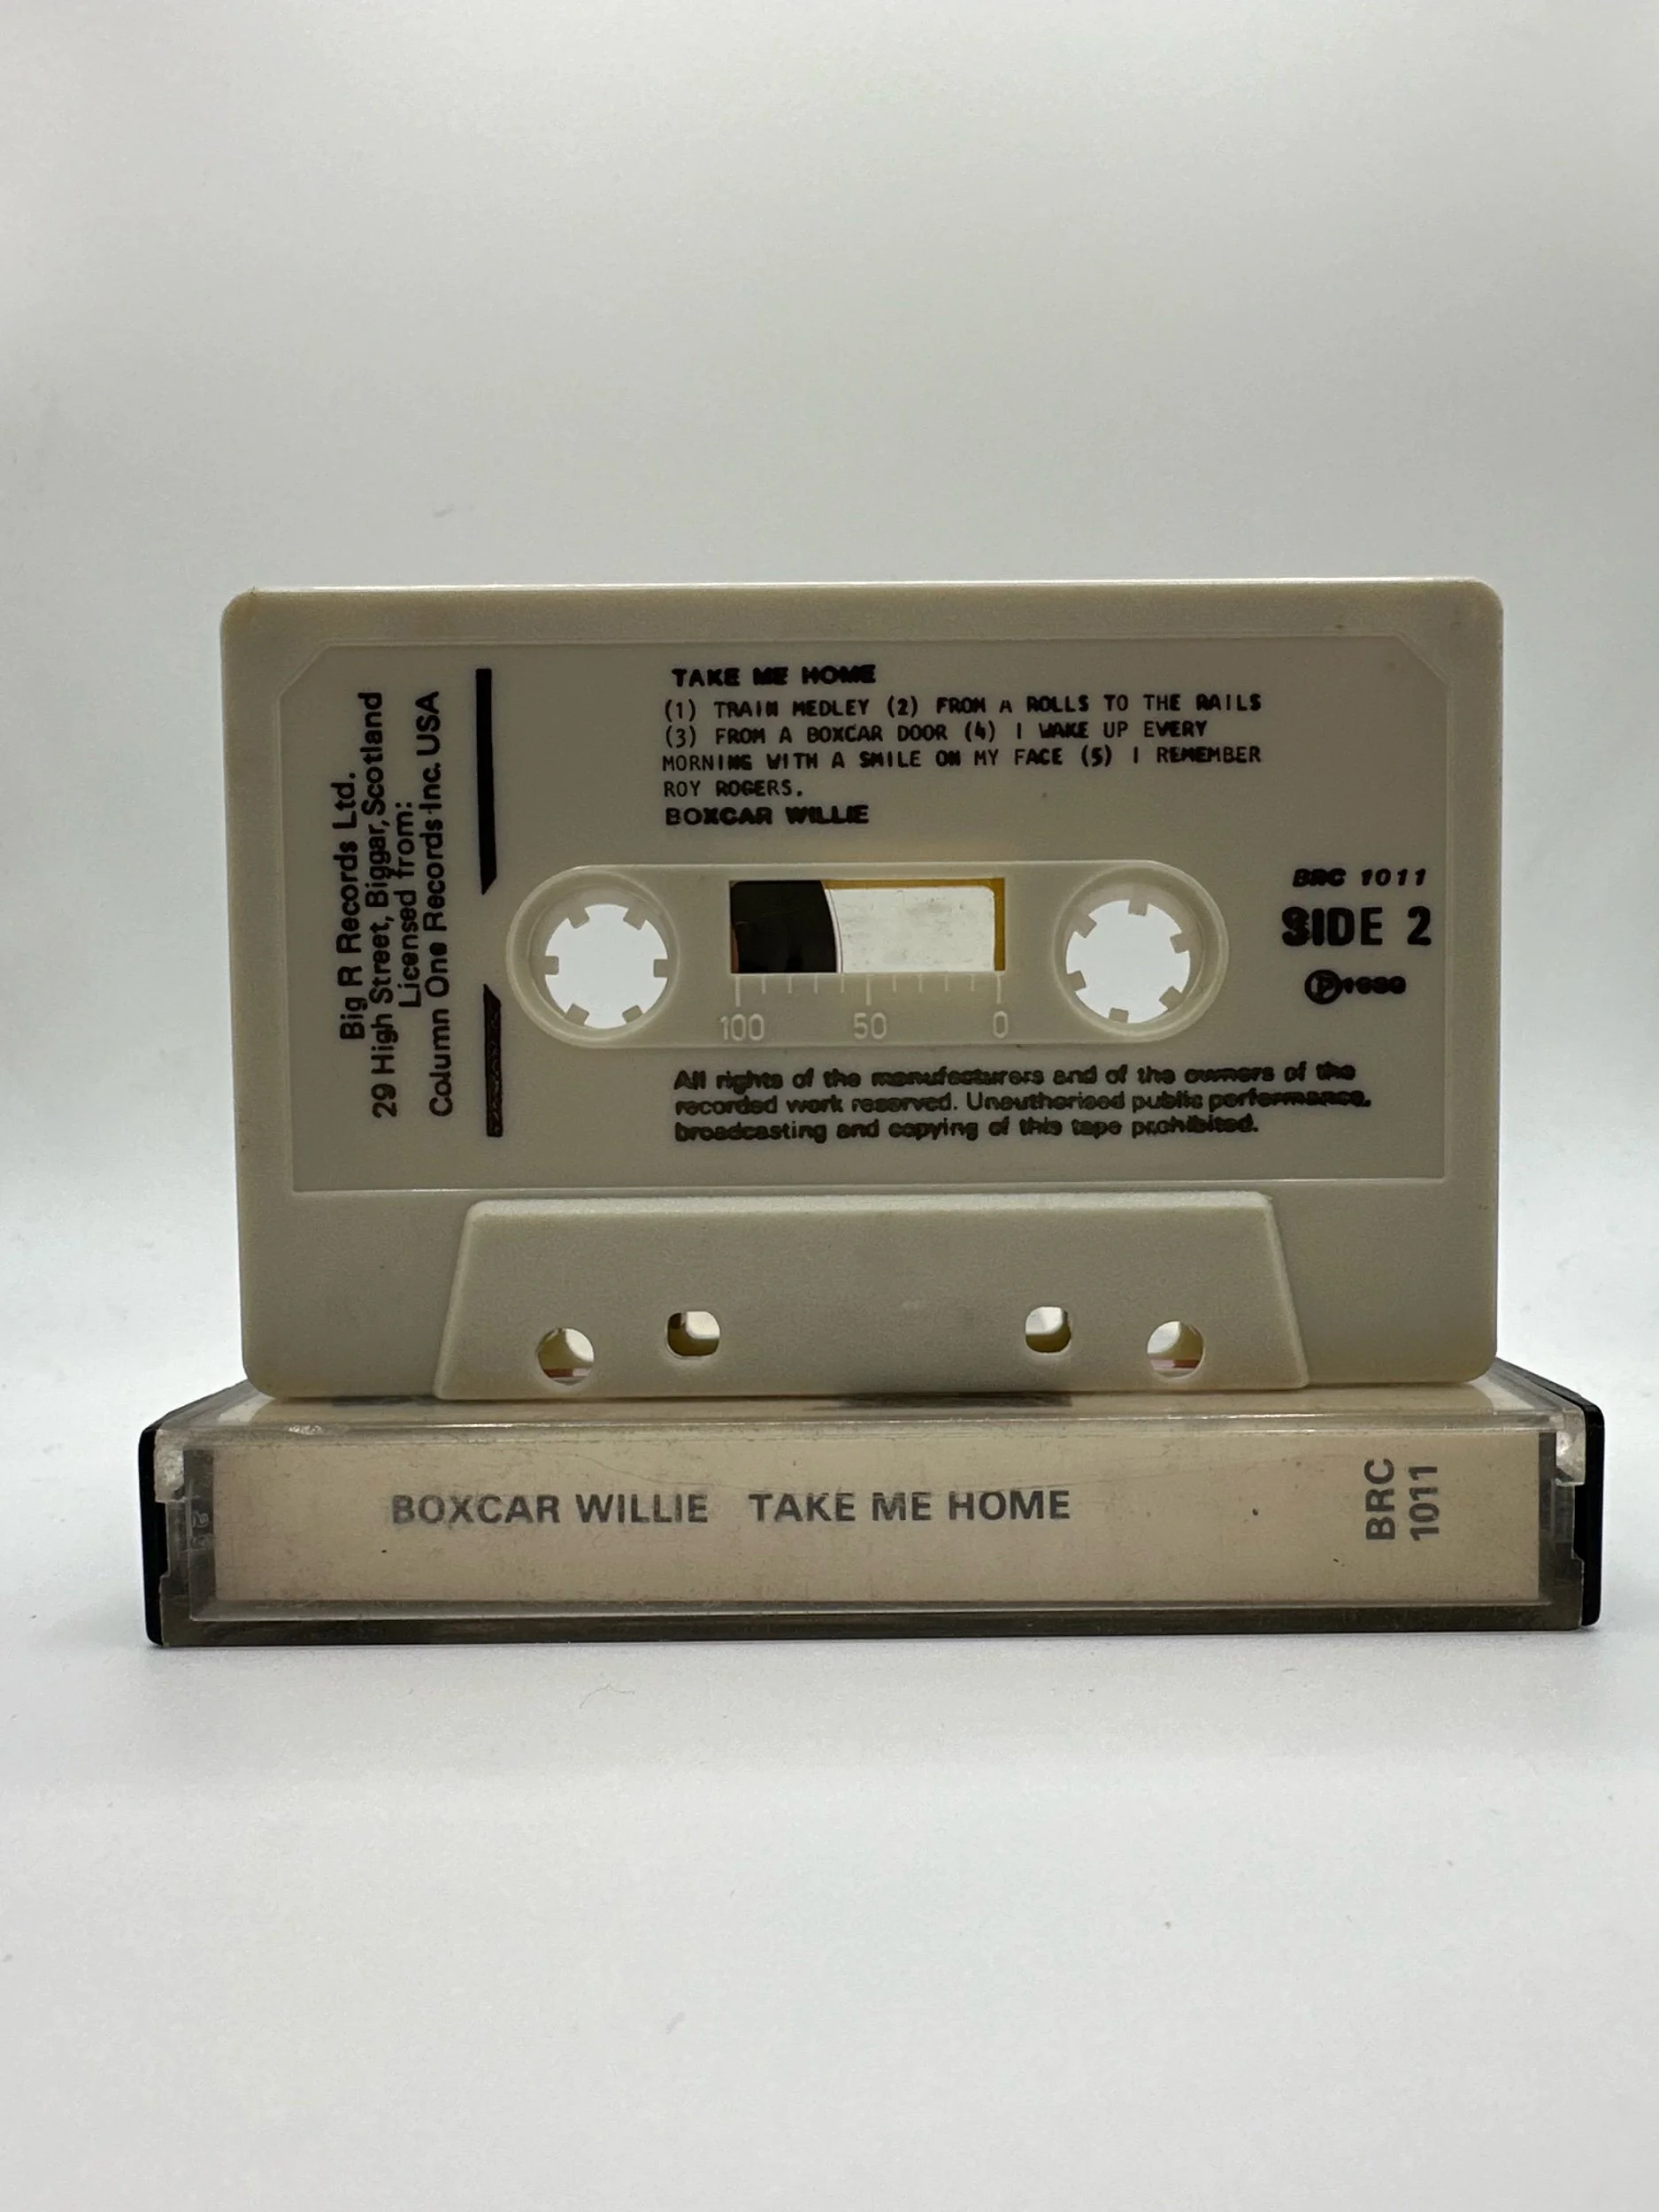 TAKE ME HOME
(1) TRAIN MEDLEY (2) FROM A ROLLS TO THE RAILS
(3) FROM A BOXCAR DOOR (4) I WAKE UP EVERY
MORNING WITH A SMILE ON MY FACE (5) I REMEMBER
ROY ROGERS.
BOXCAR WILLIE
Big R Records Ltd.
29 High Street, Biggar, Scotland
Licensed from:
Column One Records Inc. USA
BRC 1011
SIDE 2
Ⓟ1980
100 50 0
All rights of the manufacturers and of the owners of the
recorded work reserved. Unauthorised public performance,
broadcasting and copying of this tape prohibited.
BOXCAR WILLIE TAKE ME HOME
BRC
1011